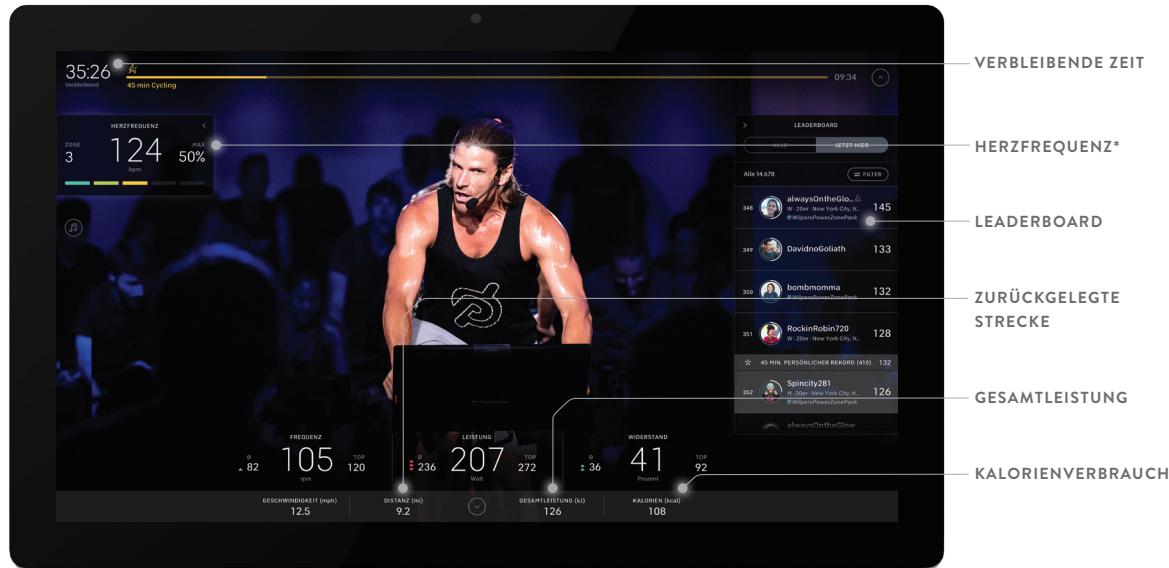 35:26
Verbleibend
45 min Cycling
09:34
VERBLEIBENDE ZEIT
HERZFREQUENZ
ZONE
3
124
bpm
MAX
50%
HERZFREQUENZ*
LEADERBOARD
ALLE
JETZT HIER
Alle 14,678
FILTER
348
alwaysOntheGlo..
W · 20er · New York City, N..
#WilpersPowerZonePack
145
LEADERBOARD
349
DavidnoGoliath
133
350
bombmomma
#WilpersPowerZonePack
132
ZURÜCKGELEGTE
STRECKE
351
RockinRobin720
W · 20er · New York City, N..
128
45 MIN. PERSÖNLICHER REKORD (410) 132
352
Spincity281
H · 20er · New York City, N..
#WilpersPowerZonePack
126
alwaysOntheGlow
GESAMTLEISTUNG
FREQUENZ
Ø
82
105
rpm
TOP
120
LEISTUNG
Ø
236
207
Watt
TOP
272
WIDERSTAND
Ø
36
41
Prozent
TOP
92
KALORIENVERBRAUCH
GESCHWINDIGKEIT (mph)
12.5
DISTANZ (mi)
9.2
GESAMTLEISTUNG (kJ)
126
KALORIEN (kcal)
108